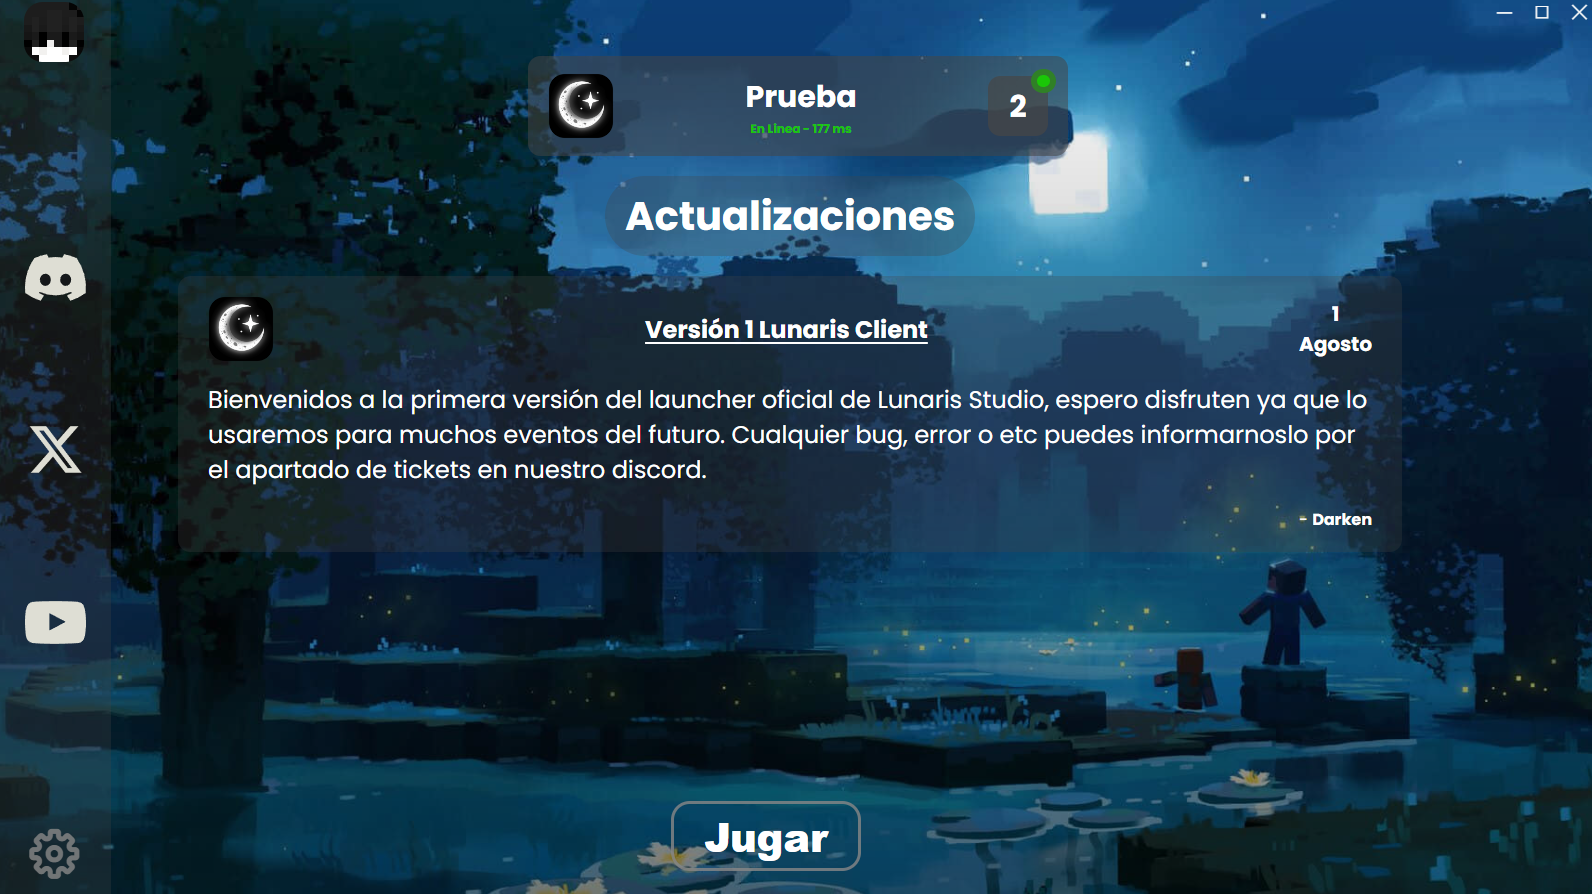 Prueba
En Linea - 177 ms
2
Actualizaciones
Versión 1 Lunaris Client
1
Agosto
Bienvenidos a la primera versión del launcher oficial de Lunaris Studio, espero disfruten ya que lo
usaremos para muchos eventos del futuro. Cualquier bug, error o etc puedes informarnoslo por
el apartado de tickets en nuestro discord.
- Darken
Jugar